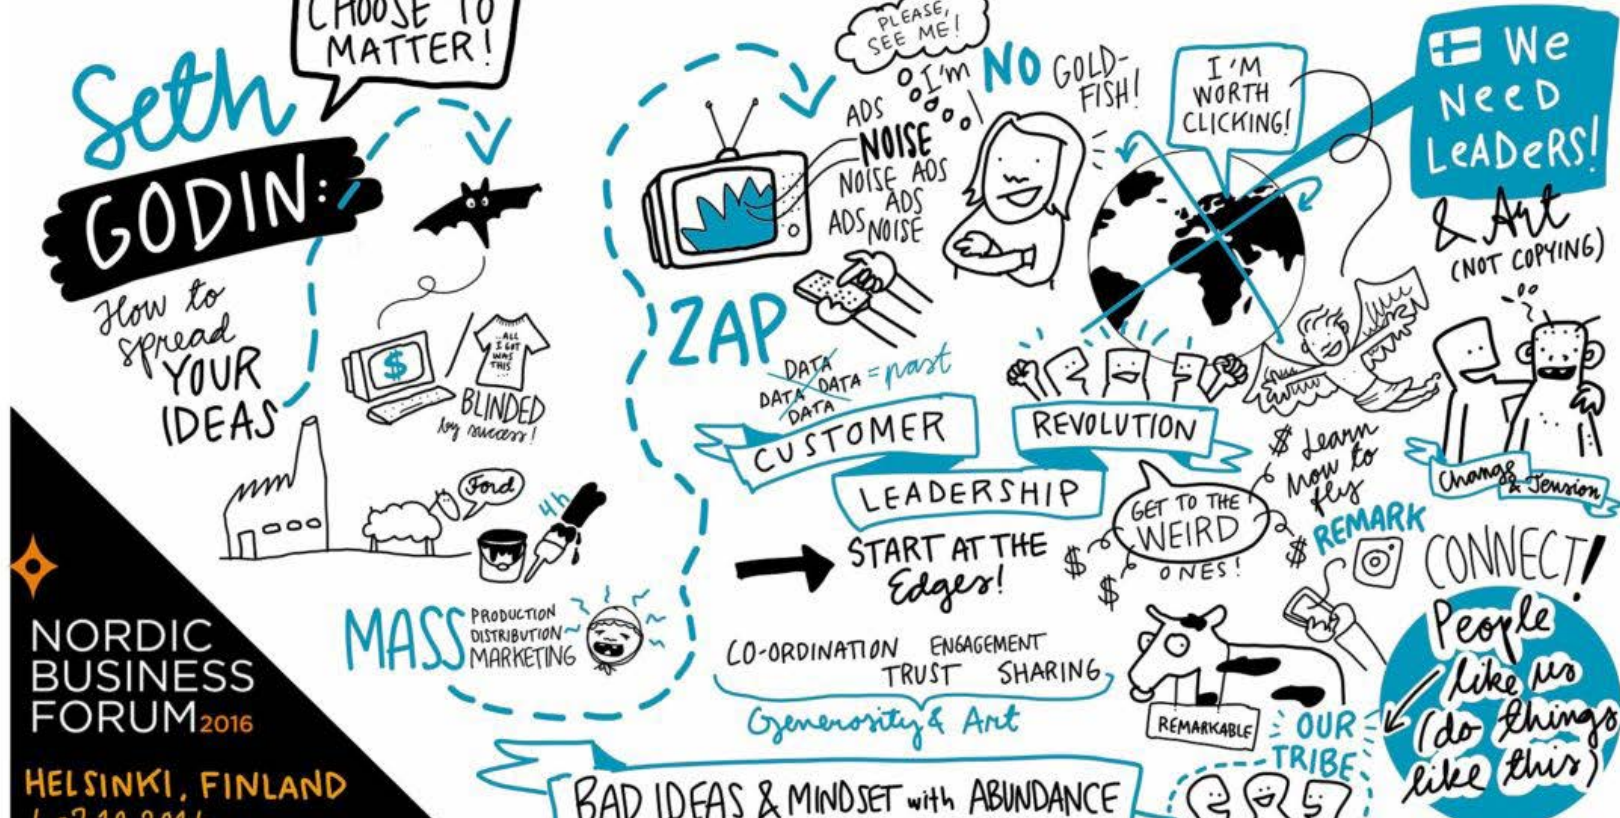 CHOOSE TO
MATTER!
Seth
GODIN:
How to
spread
YOUR
IDEAS
$
...ALL
I GOT
WAS
THIS
BLINDED
by success!
Ford
4h
MASS
PRODUCTION
DISTRIBUTION
MARKETING
NORDIC
BUSINESS
FORUM 2016
HELSINKI, FINLAND
PLEASE,
SEE ME!
I'm NO GOLD-
FISH!
ADS
NOISE
NOISE ADS
ADS
ADS NOISE
ZAP
DATA
DATA DATA = past
DATA
CUSTOMER
REVOLUTION
LEADERSHIP
START AT THE
Edges!
CO-ORDINATION ENGAGEMENT
TRUST SHARING
Generosity & Art
BAD IDEAS & MINDSET with ABUNDANCE
I'M
WORTH
CLICKING!
We
NeeD
LeADeRS!
& Art
(NOT COPYING)
Change
& Tension
$ Learn
How to
fly
GET TO THE
WEIRD
ONES!
$
$
$
$
REMARK
CONNECT!
REMARKABLE
OUR
TRIBE
People
like us
(do things
like this)